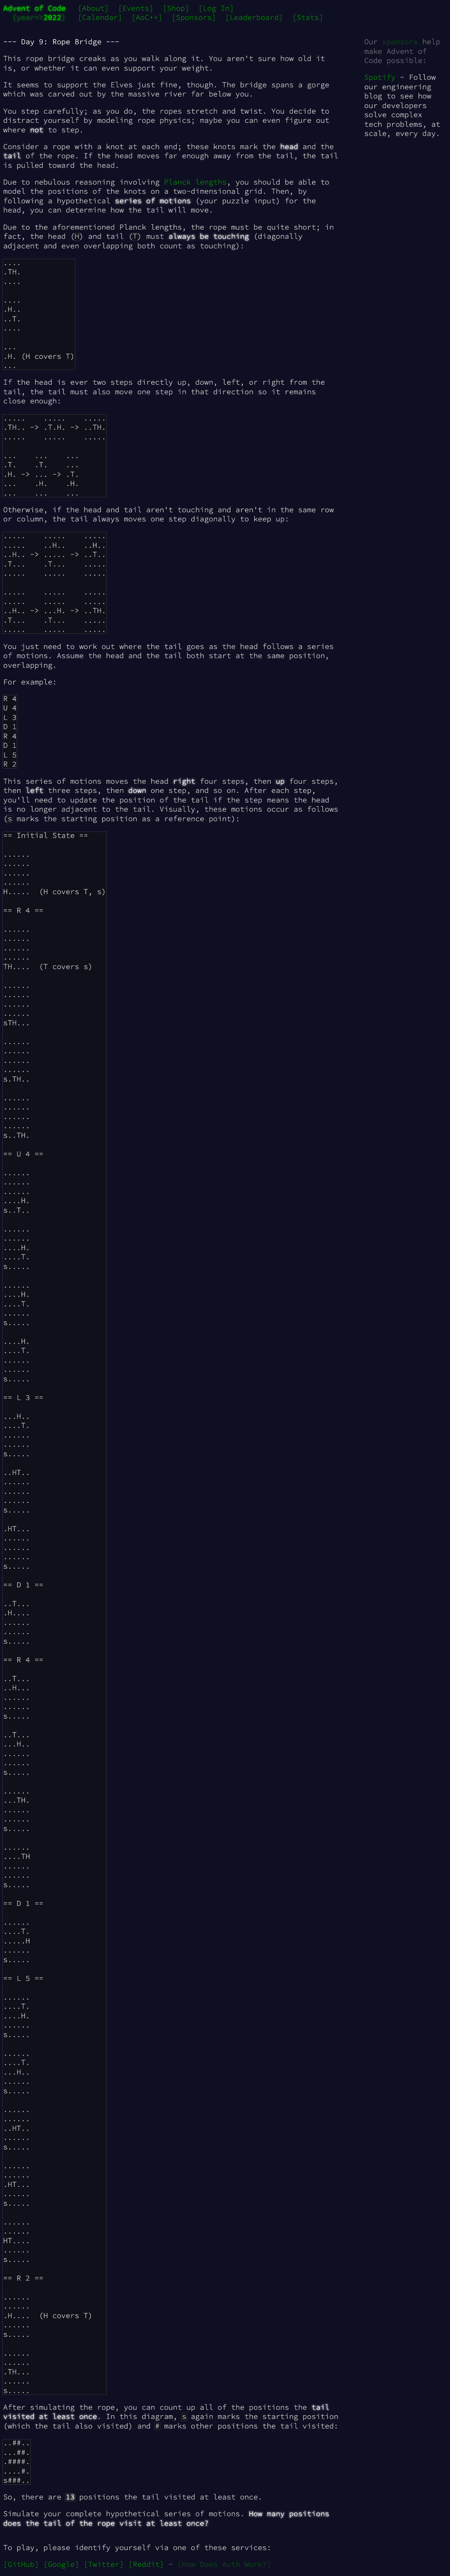 Advent of Code [About] [Events] [Shop] [Log In]
{year=>2022} [Calendar] [AoC++] [Sponsors] [Leaderboard] [Stats]
Our sponsors help
make Advent of
Code possible:
Spotify - Follow
our engineering
blog to see how
our developers
solve complex
tech problems, at
scale, every day.
--- Day 9: Rope Bridge ---
This rope bridge creaks as you walk along it. You aren't sure how old it
is, or whether it can even support your weight.
It seems to support the Elves just fine, though. The bridge spans a gorge
which was carved out by the massive river far below you.
You step carefully; as you do, the ropes stretch and twist. You decide to
distract yourself by modeling rope physics; maybe you can even figure out
where not to step.
Consider a rope with a knot at each end; these knots mark the head and the
tail of the rope. If the head moves far enough away from the tail, the tail
is pulled toward the head.
Due to nebulous reasoning involving Planck lengths, you should be able to
model the positions of the knots on a two-dimensional grid. Then, by
following a hypothetical series of motions (your puzzle input) for the
head, you can determine how the tail will move.
Due to the aforementioned Planck lengths, the rope must be quite short; in
fact, the head (H) and tail (T) must always be touching (diagonally
adjacent and even overlapping both count as touching):
....
.TH.
....

....
.H..
..T.
....

...
.H. (H covers T)
...
If the head is ever two steps directly up, down, left, or right from the
tail, the tail must also move one step in that direction so it remains
close enough:
.....    .....    .....
.TH.. -> .T.H. -> ..TH.
.....    .....    .....

...    ...    ...
.T.    .T.    ...
.H. -> ... -> .T.
...    .H.    .H.
...    ...    ...
Otherwise, if the head and tail aren't touching and aren't in the same row
or column, the tail always moves one step diagonally to keep up:
.....    .....    .....
.....    ..H..    ..H..
..H.. -> ..... -> ..T..
.T...    .T...    .....
.....    .....    .....

.....    .....    .....
.....    .....    .....
..H.. -> ...H. -> ..TH.
.T...    .T...    .....
.....    .....    .....
You just need to work out where the tail goes as the head follows a series
of motions. Assume the head and the tail both start at the same position,
overlapping.
For example:
R 4
U 4
L 3
D 1
R 4
D 1
L 5
R 2
This series of motions moves the head right four steps, then up four steps,
then left three steps, then down one step, and so on. After each step,
you'll need to update the position of the tail if the step means the head
is no longer adjacent to the tail. Visually, these motions occur as follows
(s marks the starting position as a reference point):
== Initial State ==

......
......
......
......
H.....  (H covers T, s)

== R 4 ==

......
......
......
......
TH....  (T covers s)

......
......
......
......
sTH...

......
......
......
......
s.TH..

......
......
......
......
s..TH.

== U 4 ==

......
......
......
....H.
s..T..

......
......
....H.
....T.
s.....

......
....H.
....T.
......
s.....

....H.
....T.
......
......
s.....

== L 3 ==

...H..
....T.
......
......
s.....

..HT..
......
......
......
s.....

.HT...
......
......
......
s.....

== D 1 ==

..T...
.H....
......
......
s.....

== R 4 ==

..T...
..H...
......
......
s.....

..T...
...H..
......
......
s.....

......
...TH.
......
......
s.....

......
....TH
......
......
s.....

== D 1 ==

......
....T.
.....H
......
s.....

== L 5 ==

......
....T.
....H.
......
s.....

......
....T.
...H..
......
s.....

......
......
..HT..
......
s.....

......
......
.HT...
......
s.....

......
......
HT....
......
s.....

== R 2 ==

......
......
.H....  (H covers T)
......
s.....

......
......
.TH...
......
s.....
After simulating the rope, you can count up all of the positions the tail
visited at least once. In this diagram, s again marks the starting position
(which the tail also visited) and # marks other positions the tail visited:
..##..
...##.
.####.
....#.
s###..
So, there are 13 positions the tail visited at least once.
Simulate your complete hypothetical series of motions. How many positions
does the tail of the rope visit at least once?
To play, please identify yourself via one of these services:
[GitHub] [Google] [Twitter] [Reddit] - [How Does Auth Work?]